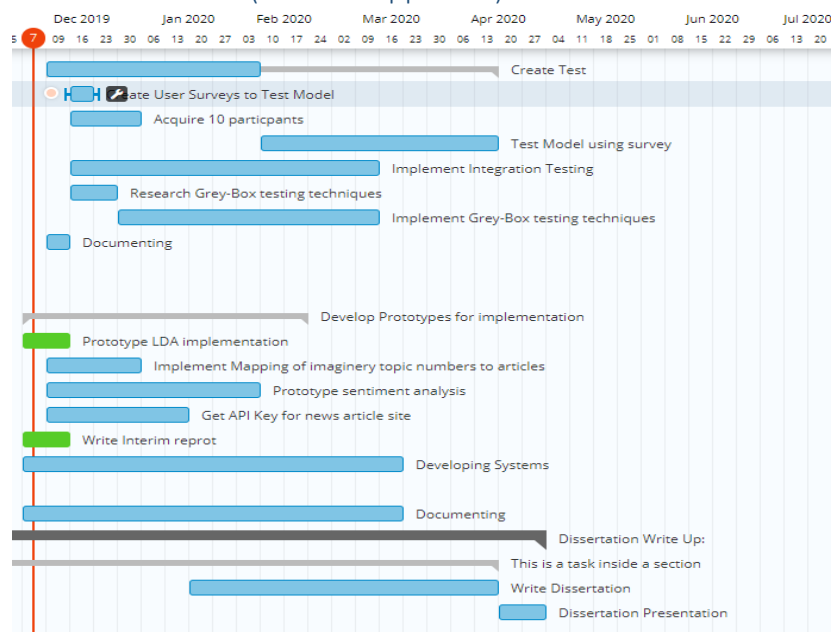 Dec 2019 Jan 2020 Feb 2020 Mar 2020 Apr 2020 May 2020 Jun 2020 Jul 2020
7 09 16 23 30 06 13 20 27 03 10 17 24 02 09 16 23 30 06 13 20 27 04 11 18 25 01 08 15 22 29 06 13 20
Create Test
ate User Surveys to Test Model
Acquire 10 particpants
Test Model using survey
Implement Integration Testing
Research Grey-Box testing techniques
Implement Grey-Box testing techniques
Documenting
Develop Prototypes for implementation
Prototype LDA implementation
Implement Mapping of imaginery topic numbers to articles
Prototype sentiment analysis
Get API Key for news article site
Write Interim reprot
Developing Systems
Documenting
Dissertation Write Up:
This is a task inside a section
Write Dissertation
Dissertation Presentation